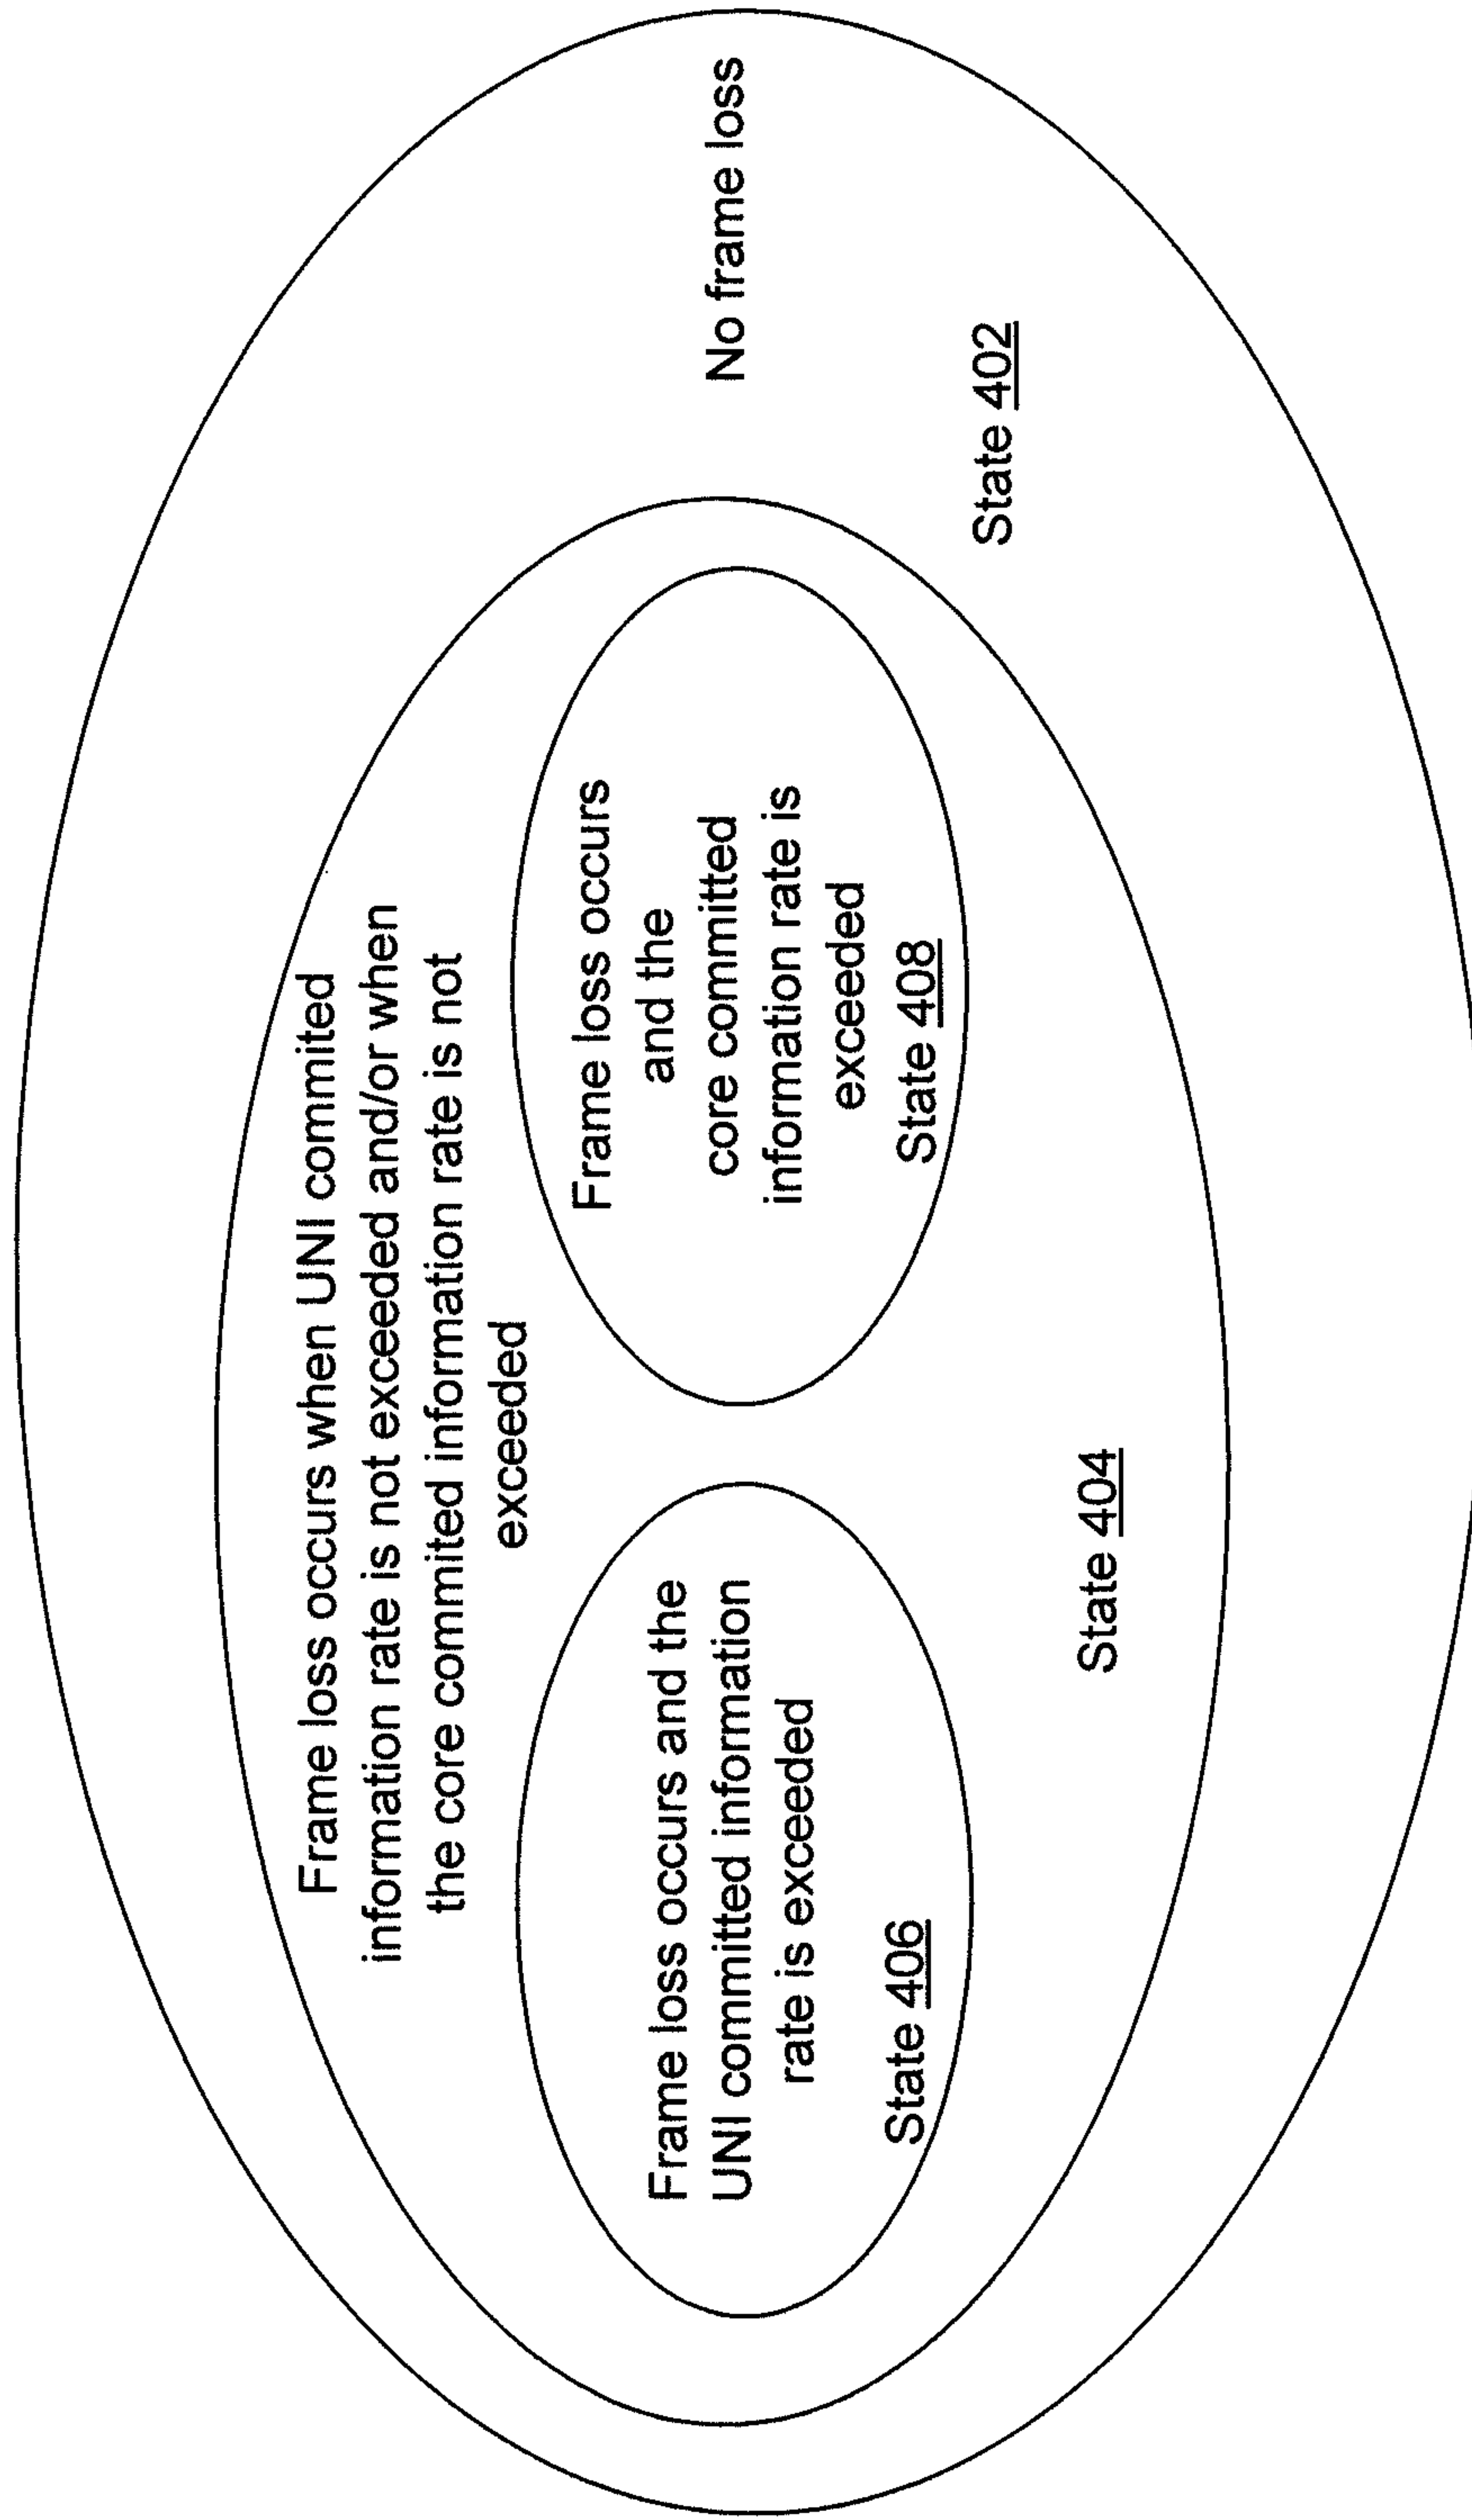 Frame loss occurs when UNI commited
information rate is not exceeded and/or when
the core commited information rate is not
exceeded
Frame loss occurs and the
UNI committed information
rate is exceeded
State 406
Frame loss occurs
and the
core committed
information rate is
exceeded
State 408
No frame loss
State 402
State 404